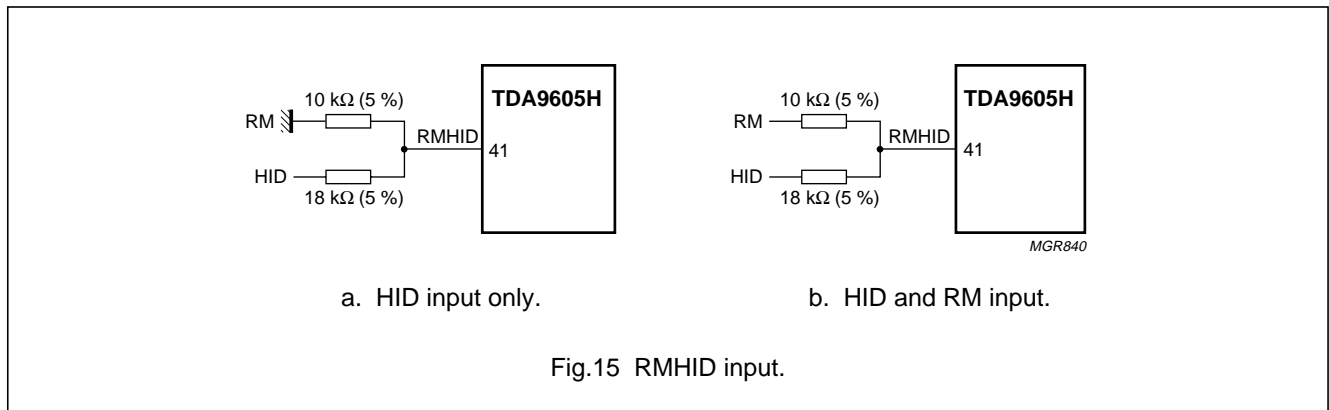 10 kΩ (5 %)
RM
HID
18 kΩ (5 %)
RMHID
41
TDA9605H
10 kΩ (5 %)
RM
HID
18 kΩ (5 %)
RMHID
41
TDA9605H
MGR840
a. HID input only.
b. HID and RM input.
Fig.15 RMHID input.